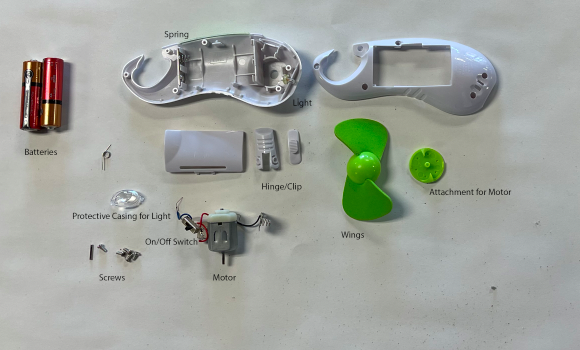 Spring
Light
Batteries
Hinge/Clip
Attachment for Motor
Protective Casing for Light
Wings
On/Off Switch
Screws
Motor